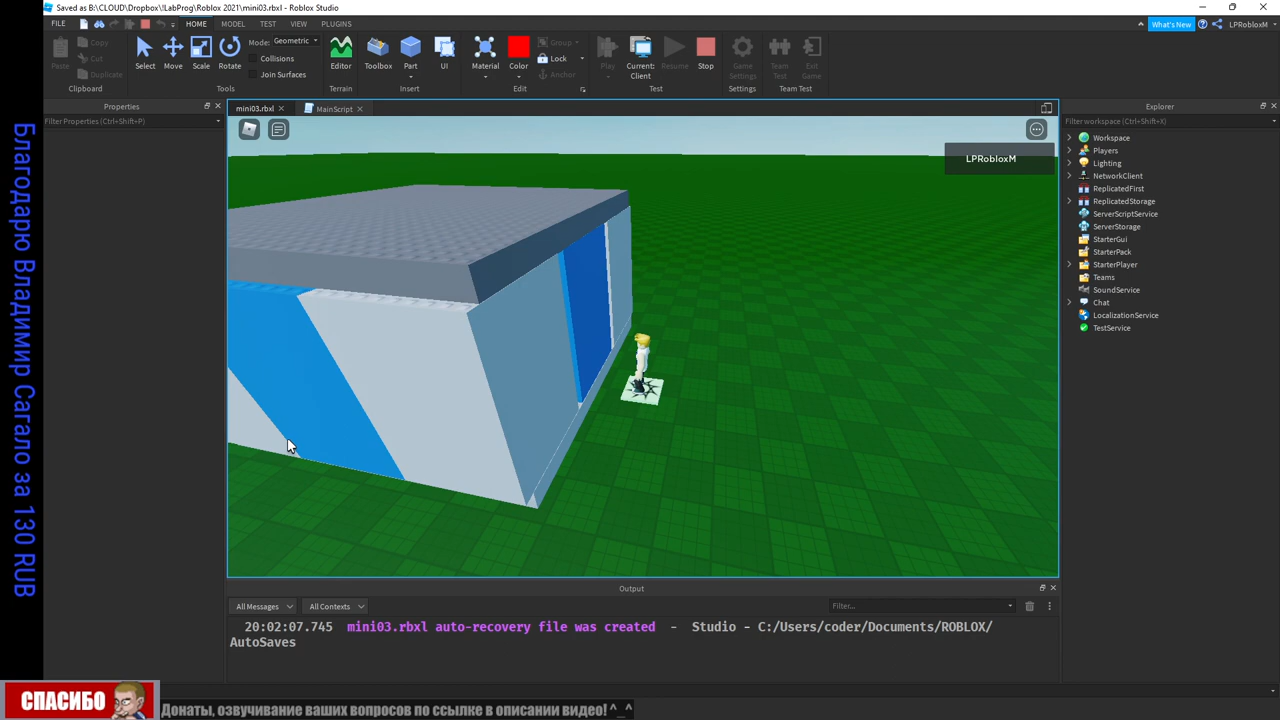 Saved as B:\CLOUD\Dropbox\!LabProg\Roblox 2021\mini03.rbxl - Roblox Studio
FILE
HOME
MODEL
TEST
VIEW
PLUGINS
What's New
LPRobloxM
Paste
Copy
Cut
Duplicate
Clipboard
Select
Move
Scale
Rotate
Mode: Geometric
Collisions
Join Surfaces
Tools
Editor
Terrain
Toolbox
Part
UI
Insert
Material
Color
Group
Lock
Anchor
Edit
Play
Current:
Client
Resume
Stop
Test
Game
Settings
Settings
Team
Test
Exit
Game
Team Test
Properties
Filter Properties (Ctrl+Shift+P)
mini03.rbxl
MainScript
LPRobloxM
Explorer
Filter workspace (Ctrl+Shift+X)
Workspace
Players
Lighting
NetworkClient
ReplicatedFirst
ReplicatedStorage
ServerScriptService
ServerStorage
StarterGui
StarterPack
StarterPlayer
Teams
SoundService
Chat
LocalizationService
TestService
Output
All Messages
All Contexts
Filter...
20:02:07.745 mini03.rbxl auto-recovery file was created - Studio - C:/Users/coder/Documents/ROBLOX/
AutoSaves
Благодарю Владимир Сагало за 130 RUB
СПАСИБО
Донаты, озвучивание ваших вопросов по ссылке в описании видео! ^_^